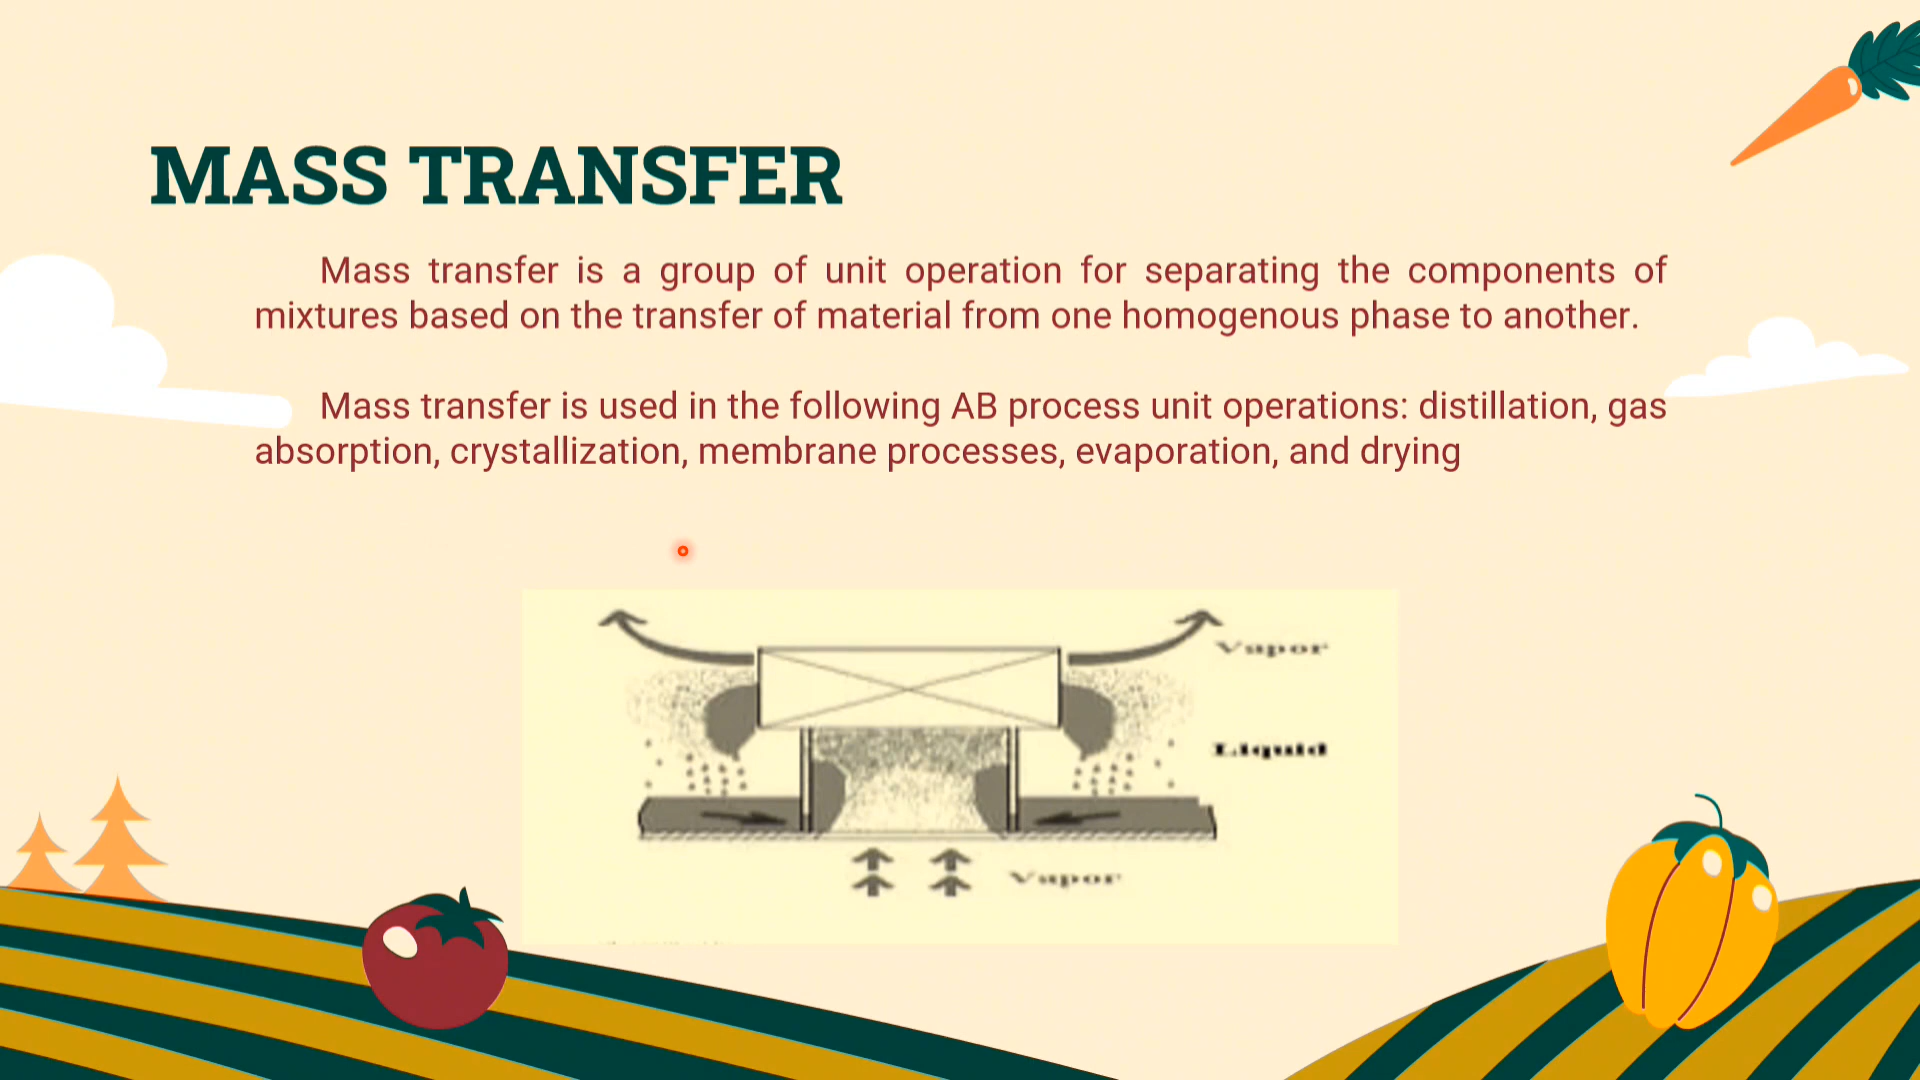 MASS TRANSFER
Mass transfer is a group of unit operation for separating the components of
mixtures based on the transfer of material from one homogenous phase to another.
Mass transfer is used in the following AB process unit operations: distillation, gas
absorption, crystallization, membrane processes, evaporation, and drying
Vapor
Liquid
Vapor